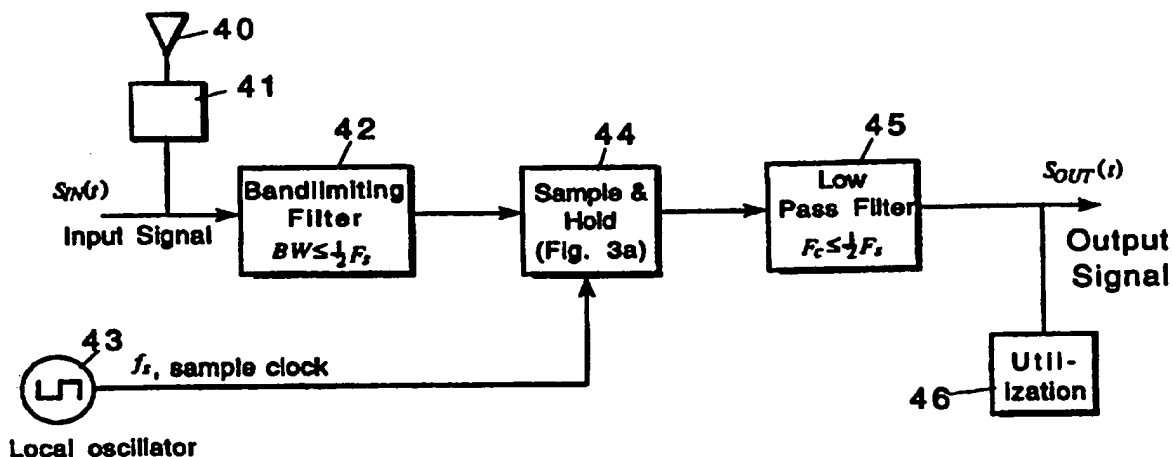 40
41
42
44
45
S_IN(t)
Input Signal
Bandlimiting
Filter
BW≤½F_s
Sample &
Hold
(Fig. 3a)
Low
Pass Filter
F_c≤½F_s
S_OUT(t)
Output
Signal
43
f_s, sample clock
Local oscillator
46
Util-
ization